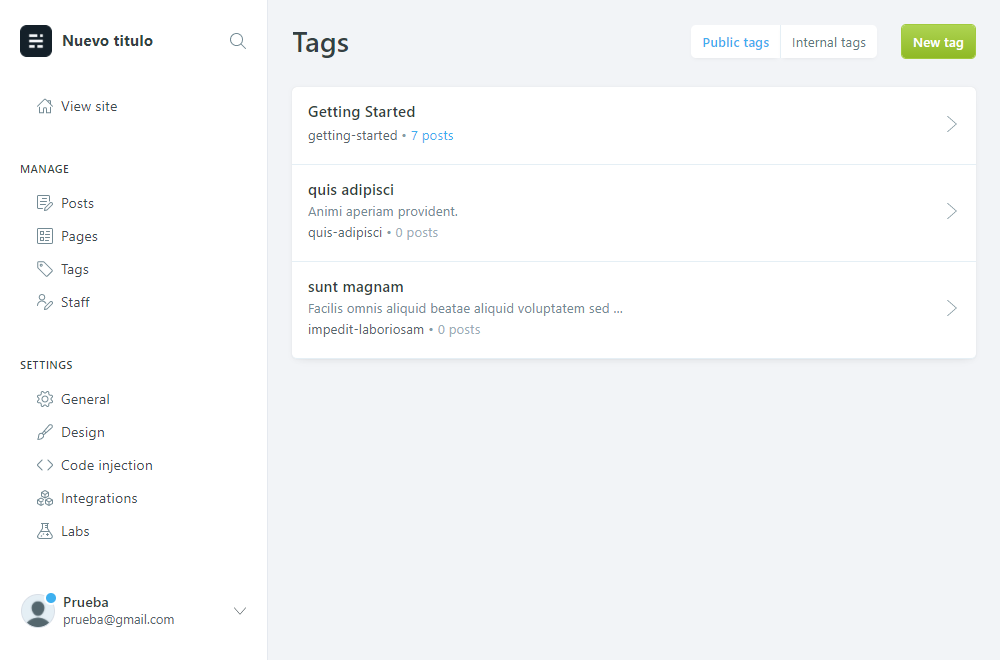 Nuevo titulo
View site
MANAGE
Posts
Pages
Tags
Staff
SETTINGS
General
Design
Code injection
Integrations
Labs
Prueba
prueba@gmail.com
Tags
Public tags
Internal tags
New tag
Getting Started
getting-started • 7 posts
quis adipisci
Animi aperiam provident.
quis-adipisci • 0 posts
sunt magnam
Facilis omnis aliquid beatae aliquid voluptatem sed ...
impedit-laboriosam • 0 posts